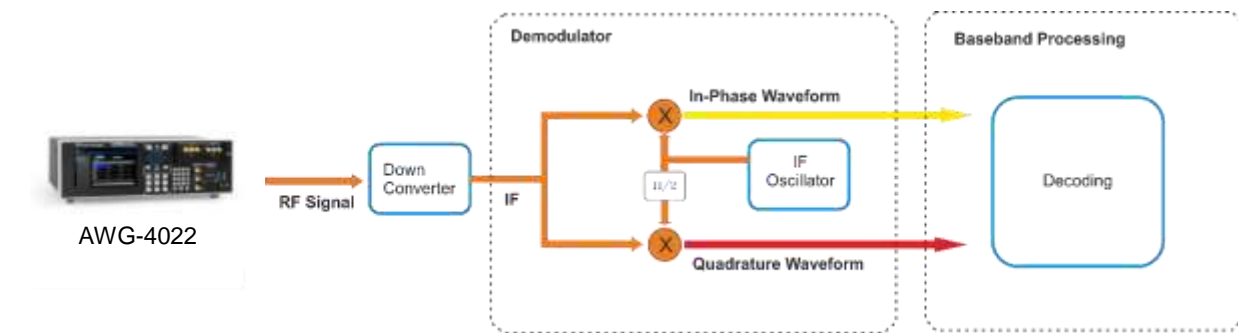 Demodulator
Baseband Processing
In-Phase Waveform
X
Down
Converter
IF
Oscillator
Decoding
RF Signal
IF
π/2
AWG-4022
X
Quadrature Waveform